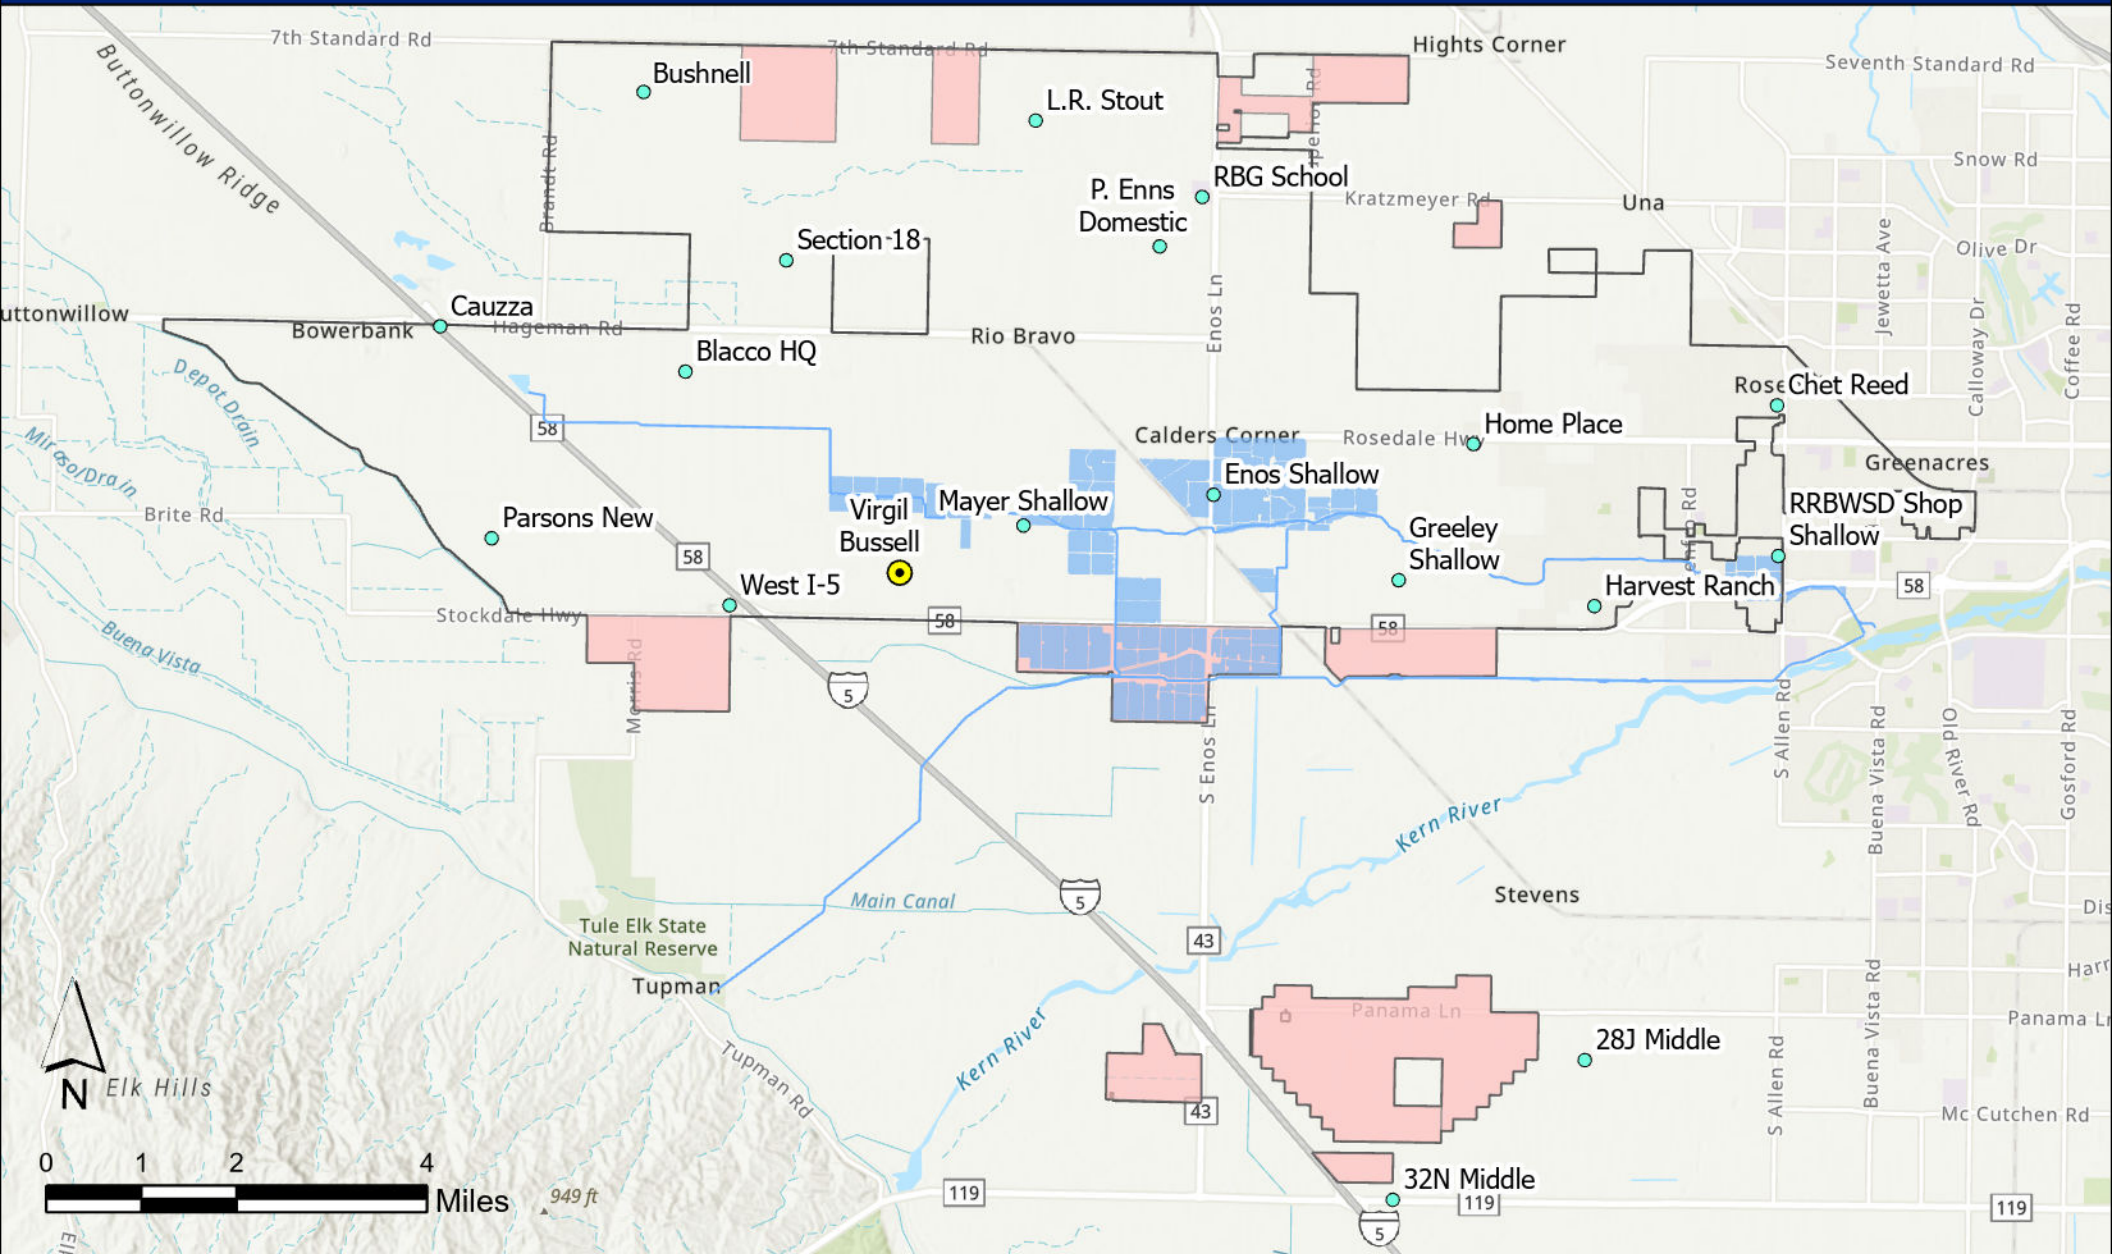 7th Standard Rd
7th Standard Rd
Hights Corner
Seventh Standard Rd
Buttonwillow Ridge
Bushnell
L.R. Stout
Snow Rd
Brandt Rd
RBG School
P. Enns
Domestic
Kratzmeyer Rd
Una
Section 18
Olive Dr
Jewetta Ave
Cauzza
uttonwillow
Bowerbank
Hageman Rd
Rio Bravo
Enos Ln
Calloway Dr
Coffee Rd
Blacco HQ
Depot Drain
Rose
Chet Reed
58
Calders Corner
Rosedale Hwy
Home Place
Greenacres
Enos Shallow
Mayer Shallow
Virgil
Bussell
Parsons New
Brite Rd
RRBWSD Shop
Shallow
Greeley
Shallow
58
West I-5
Harvest Ranch
58
Stockdale Hwy
58
58
Buena Vista
Morris Rd
5
S Enos Ln
S Allen Rd
Buena Vista Rd
Old River Rd
Gosford Rd
Kern River
Main Canal
5
Stevens
Dis
Tule Elk State
Natural Reserve
43
Harr
Tupman
Panama Ln
Panama Ln
Kern River
28J Middle
Tupman Rd
S Allen Rd
Buena Vista Rd
N
Elk Hills
43
Mc Cutchen Rd
0 1 2 4
Miles
949 ft
119
32N Middle
119
119
5